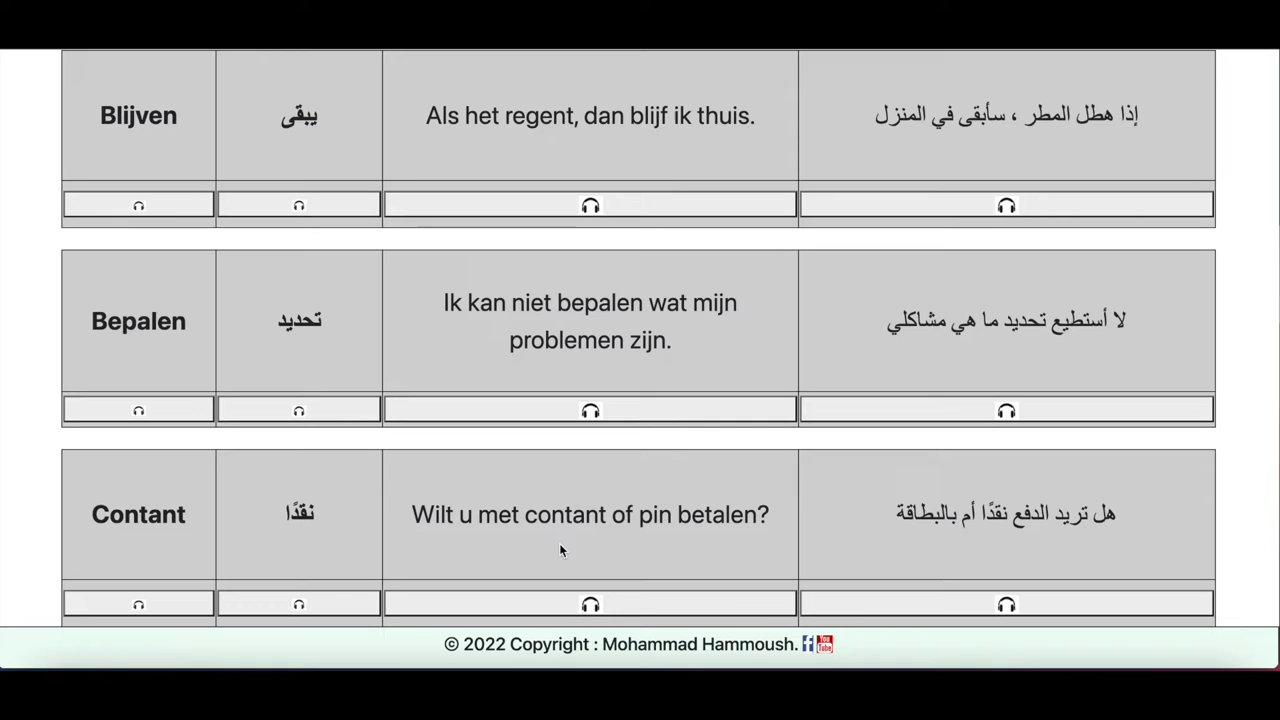 Blijven
يبقى
Als het regent, dan blijf ik thuis.
إذا هطل المطر ، سأبقى في المنزل
Bepalen
تحديد
Ik kan niet bepalen wat mijn
problemen zijn.
لا أستطيع تحديد ما هي مشاكلي
Contant
نقدًا
Wilt u met contant of pin betalen?
هل تريد الدفع نقدًا أم بالبطاقة
© 2022 Copyright : Mohammad Hammoush. f You Tube